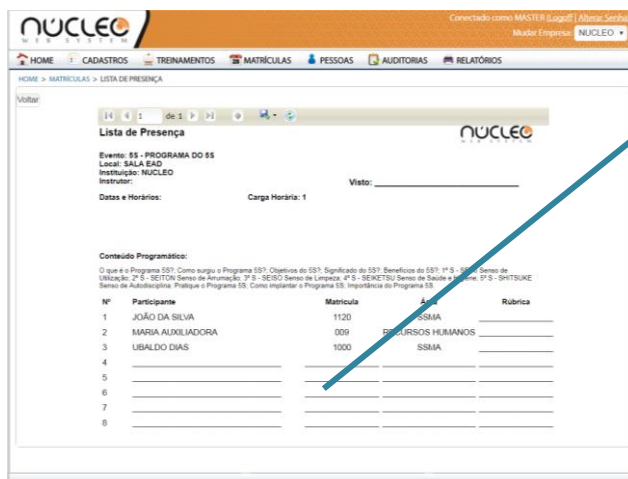 NUCLEO
WEB SYSTEM
Conectado como MASTER (Logoff | Alterar Senha
Mudar Empresa: NUCLEO
HOME CADASTROS TREINAMENTOS MATRÍCULAS PESSOAS AUDITORIAS RELATÓRIOS
HOME > MATRICULAS > LISTA DE PRESENÇA
Voltar
1 de 1
Lista de Presença
NUCLEO
WEB SYSTEM
Evento: 5S - PROGRAMA DO 5S
Local: SALA EAD
Instituição: NUCLEO
Instrutor: Visto:
Datas e Horários: Carga Horária: 1
Conteúdo Programático:
O que é o Programa 5S?; Como surgiu o Programa 5S?; Objetivos do 5S?; Significado do 5S?; Benefícios do 5S?; 1º S - Senso de
Utilização; 2º S - SEITON Senso de Arrumação; 3º S - SEISO Senso de Limpeza; 4º S - SEIKETSU Senso de Saúde e Higiene; 5º S - SHITSUKE
Senso de Autodisciplina; Pratique o Programa 5S; Como implantar o Programa 5S; Importância do Programa 5S
Nº Participante Matricula Área Rúbrica
1 JOÃO DA SILVA 1120 SSMA
2 MARIA AUXILIADORA 009 RECURSOS HUMANOS
3 UBALDO DIAS 1000 SSMA
4
5
6
7
8